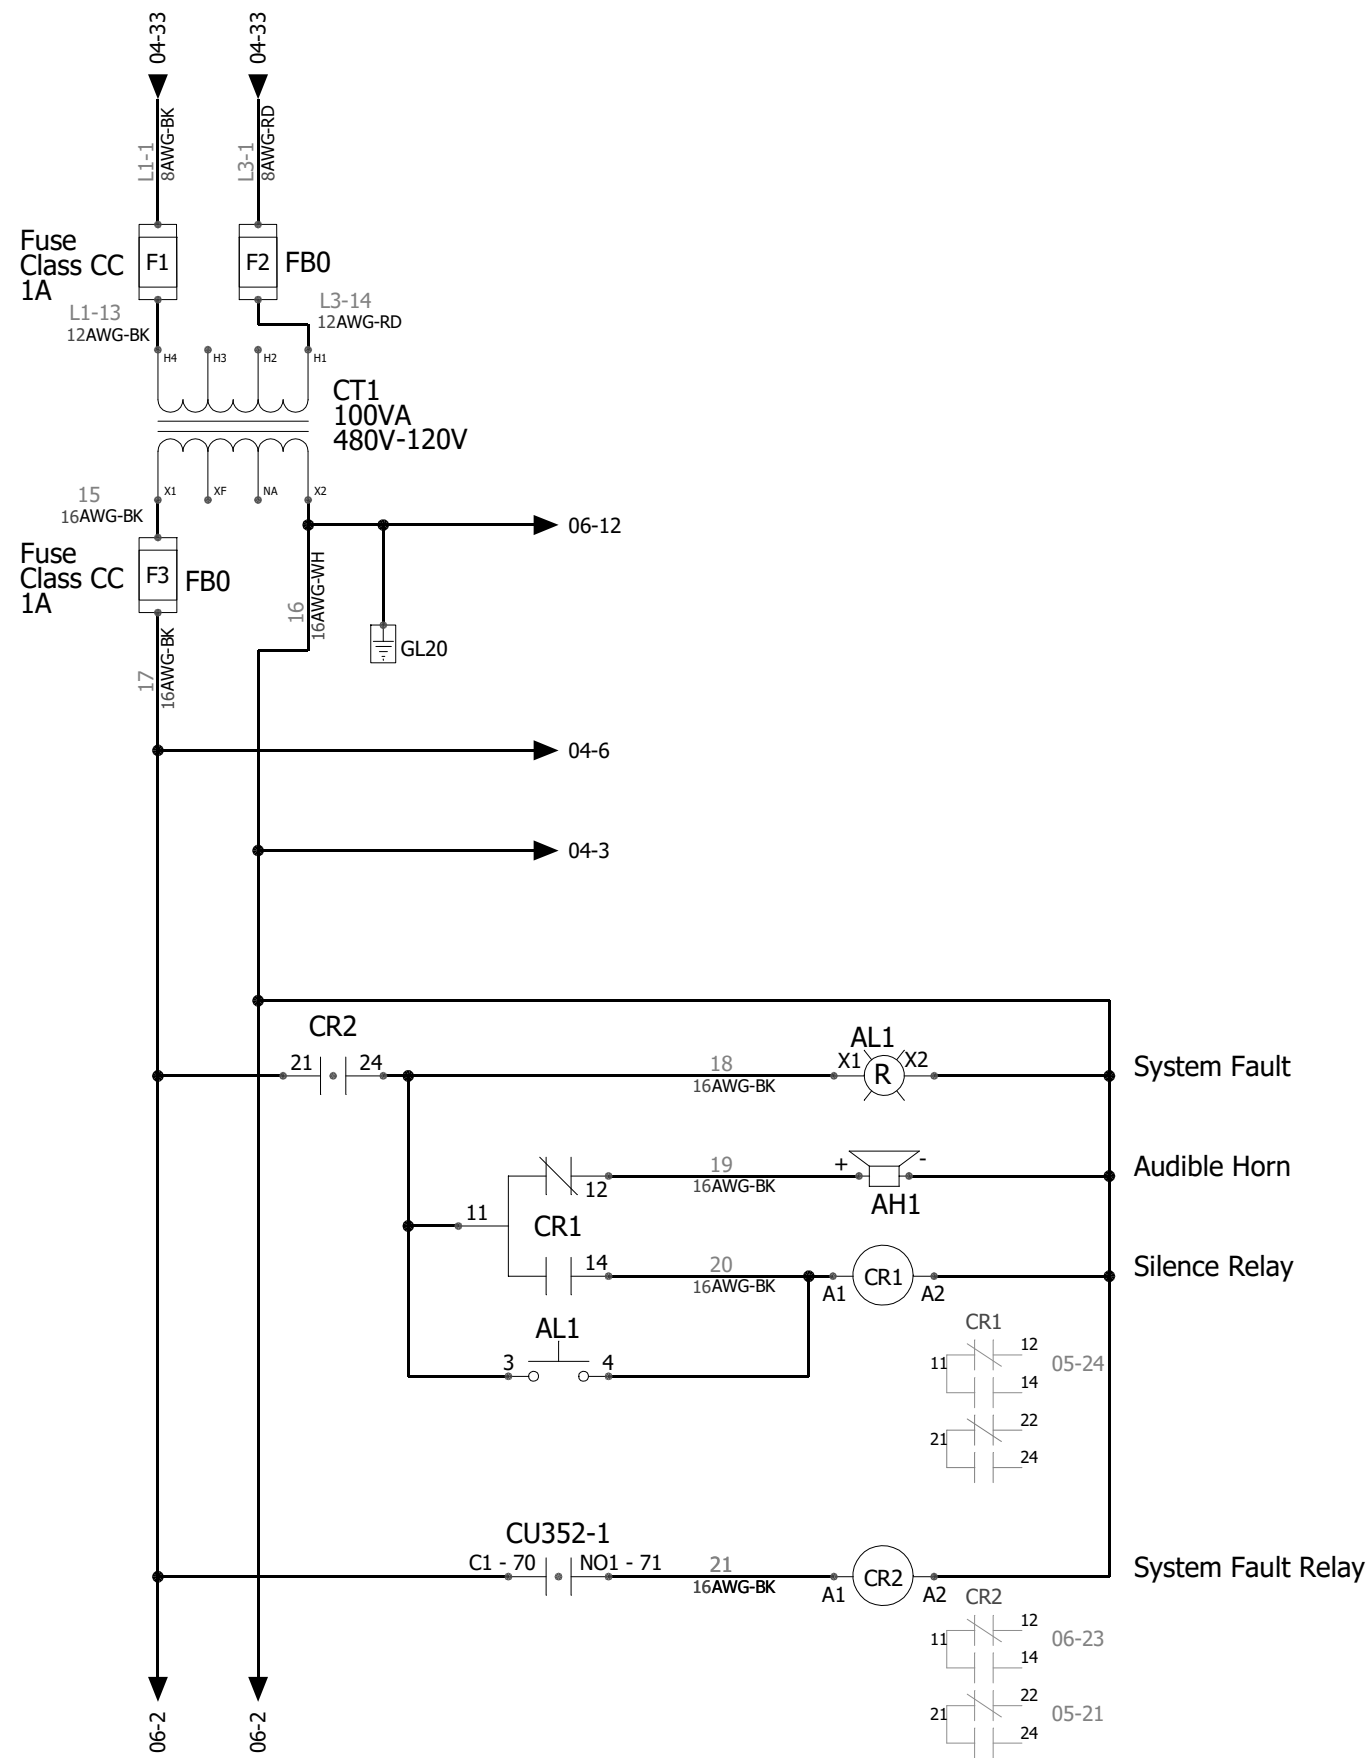 04-33
04-33
L1-1
8AWG-BK
L3-1
8AWG-RD
Fuse
Class CC
1A
F1
F2
FB0
L1-13
12AWG-BK
L3-14
12AWG-RD
H4
H3
H2
H1
CT1
100VA
480V-120V
X1
XF
NA
X2
15
16AWG-BK
06-12
Fuse
Class CC
1A
F3
FB0
16
16AWG-WH
GL20
17
16AWG-BK
04-6
04-3
CR2
21
24
18
16AWG-BK
AL1
X1
R
X2
System Fault
12
19
16AWG-BK
+
-
AH1
Audible Horn
11
CR1
14
20
16AWG-BK
A1
CR1
A2
Silence Relay
AL1
3
4
CR1
11
12
14
05-24
21
22
24
CU352-1
C1 - 70
NO1 - 71
21
16AWG-BK
A1
CR2
A2
System Fault Relay
CR2
11
12
14
06-23
21
22
24
05-21
06-2
06-2